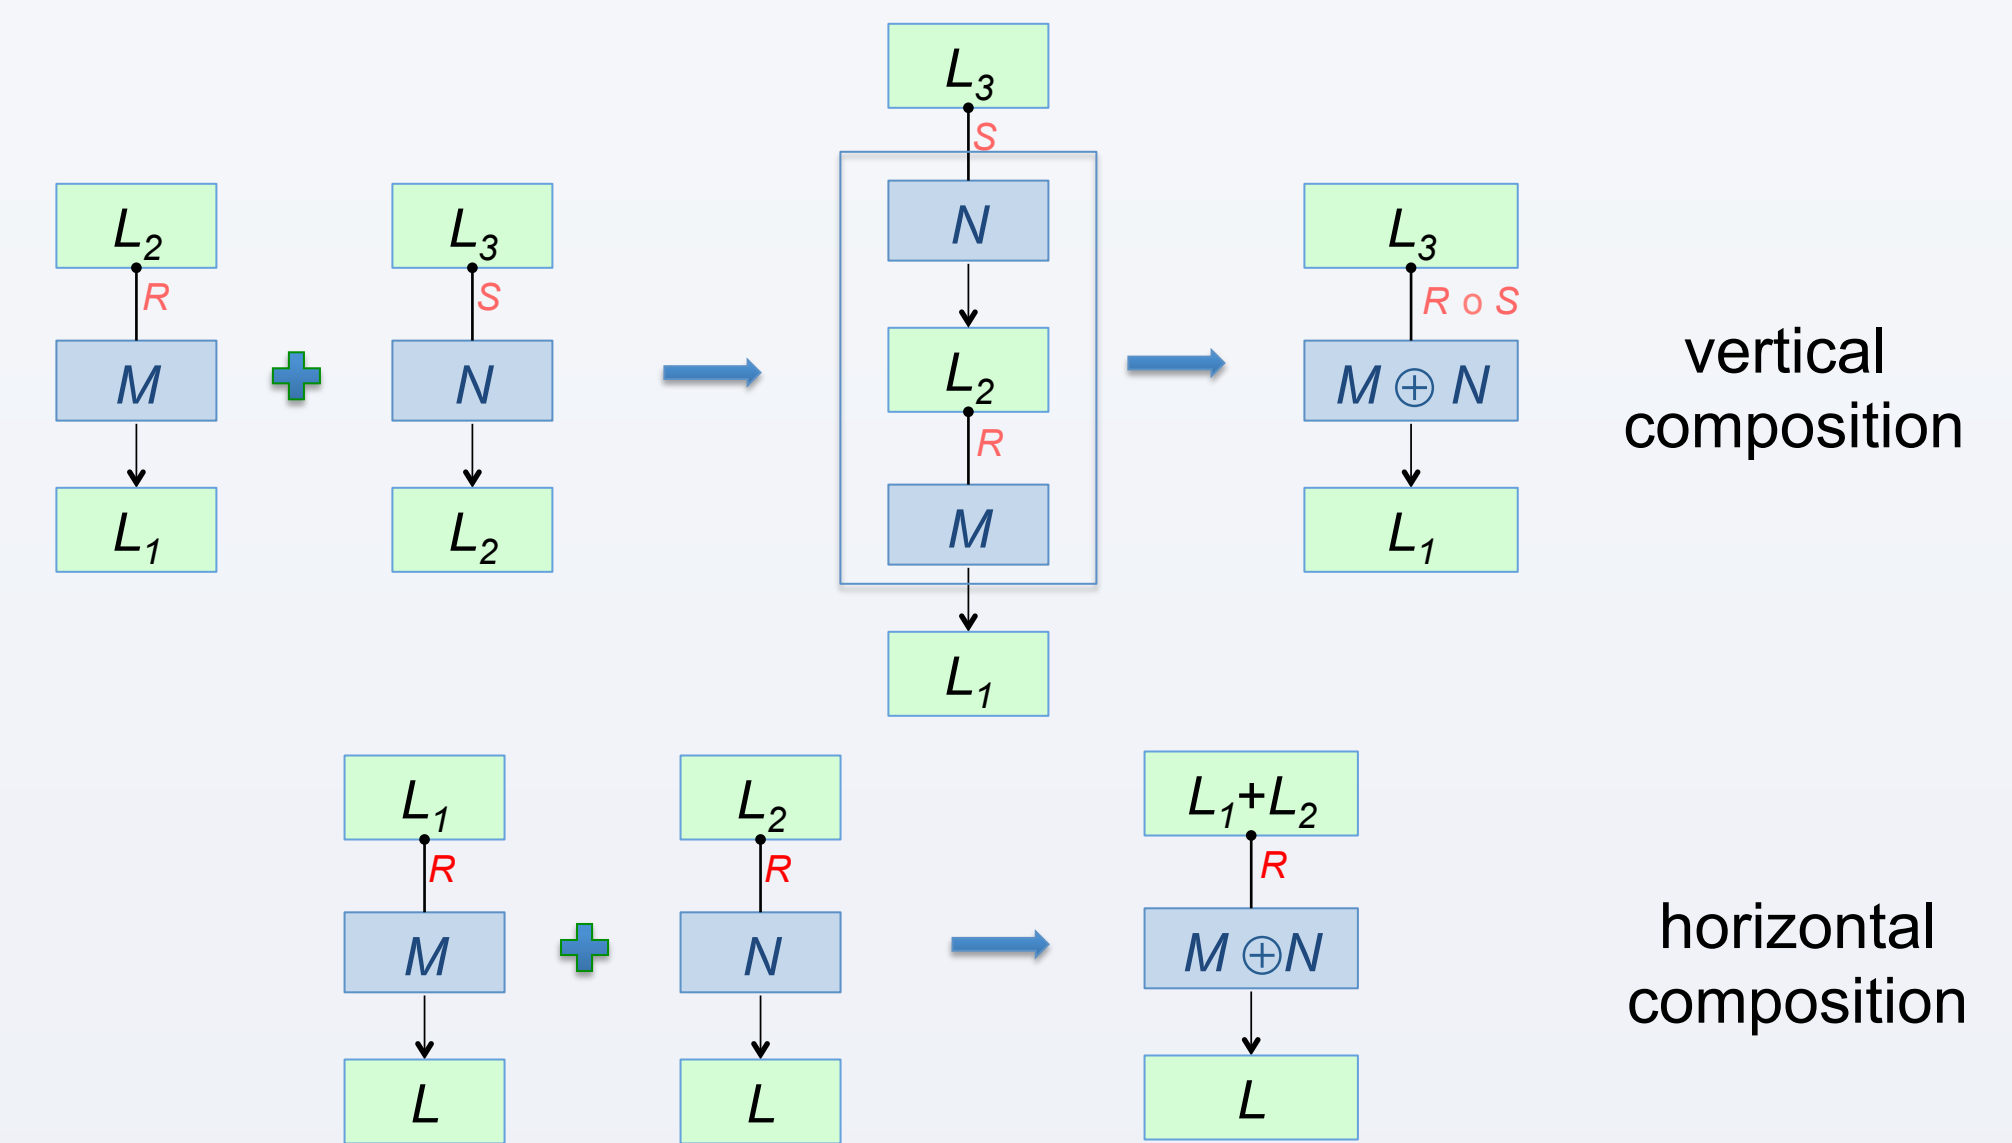 L₃
S
N
L₂
R
M
L₁
L₂
R
M
L₁
L₃
S
N
L₂
L₃
R o S
M ⊕ N
L₁
vertical
composition
L₁
R
M
L
L₂
R
N
L
L₁+L₂
R
M ⊕N
L
horizontal
composition